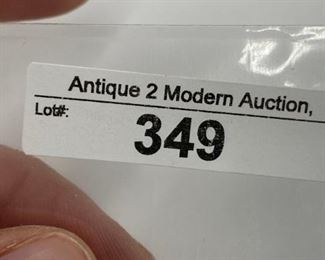 Antique 2 Modern Auction,
Lot#:
349